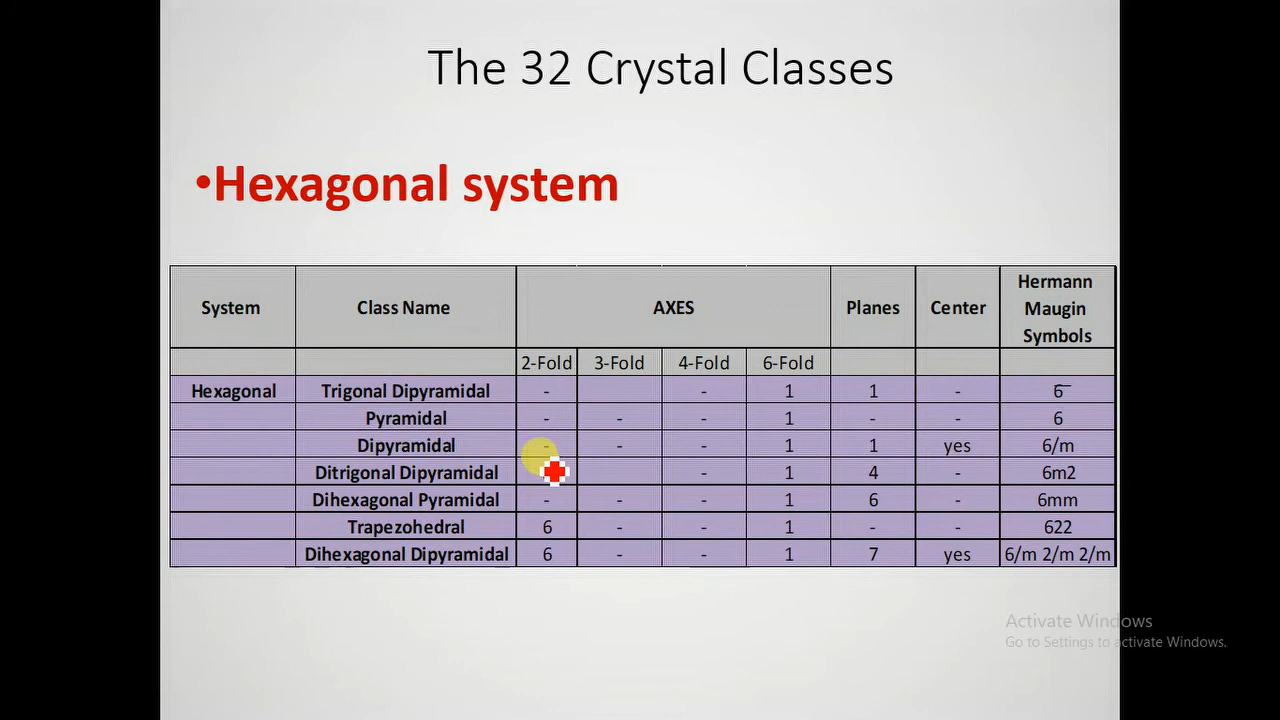 The 32 Crystal Classes
•Hexagonal system
System Class Name AXES Planes Center Hermann Maugin Symbols
2-Fold 3-Fold 4-Fold 6-Fold
Hexagonal Trigonal Dipyramidal - - 1 1 - 6̅
Pyramidal - - - 1 - - 6
Dipyramidal - - - 1 1 yes 6/m
Ditrigonal Dipyramidal - 1 4 - 6m2
Dihexagonal Pyramidal - - - 1 6 - 6mm
Trapezohedral 6 - - 1 - - 622
Dihexagonal Dipyramidal 6 - - 1 7 yes 6/m 2/m 2/m
Activate Windows
Go to Settings to activate Windows.